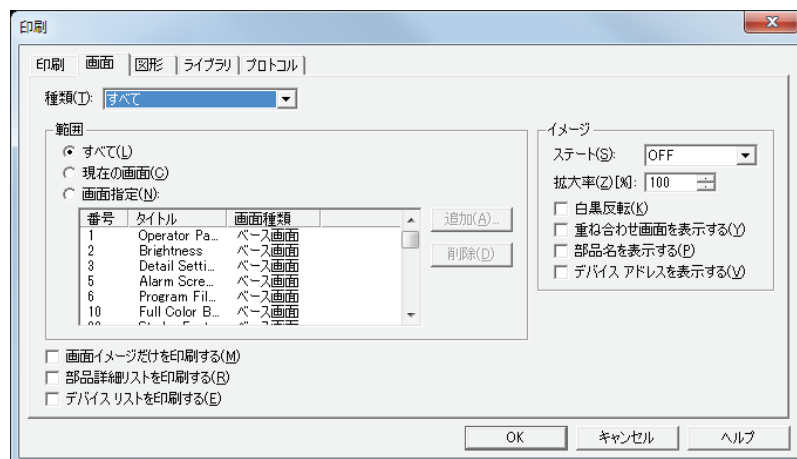 印刷
印刷 画面 図形 ライブラリ プロトコル
種類(T): すべて
範囲
すべて(L)
現在の画面(C)
画面指定(N):
番号 タイトル 画面種類
1 Operator Pa... ベース画面
2 Brightness ベース画面
3 Detail Setti... ベース画面
5 Alarm Scre... ベース画面
6 Program Fil... ベース画面
10 Full Color B... ベース画面
追加(A)...
削除(D)
イメージ
ステート(S): OFF
拡大率(Z)[%]: 100
白黒反転(K)
重ね合わせ画面を表示する(Y)
部品名を表示する(P)
デバイス アドレスを表示する(V)
画面イメージだけを印刷する(M)
部品詳細リストを印刷する(R)
デバイス リストを印刷する(E)
OK キャンセル ヘルプ